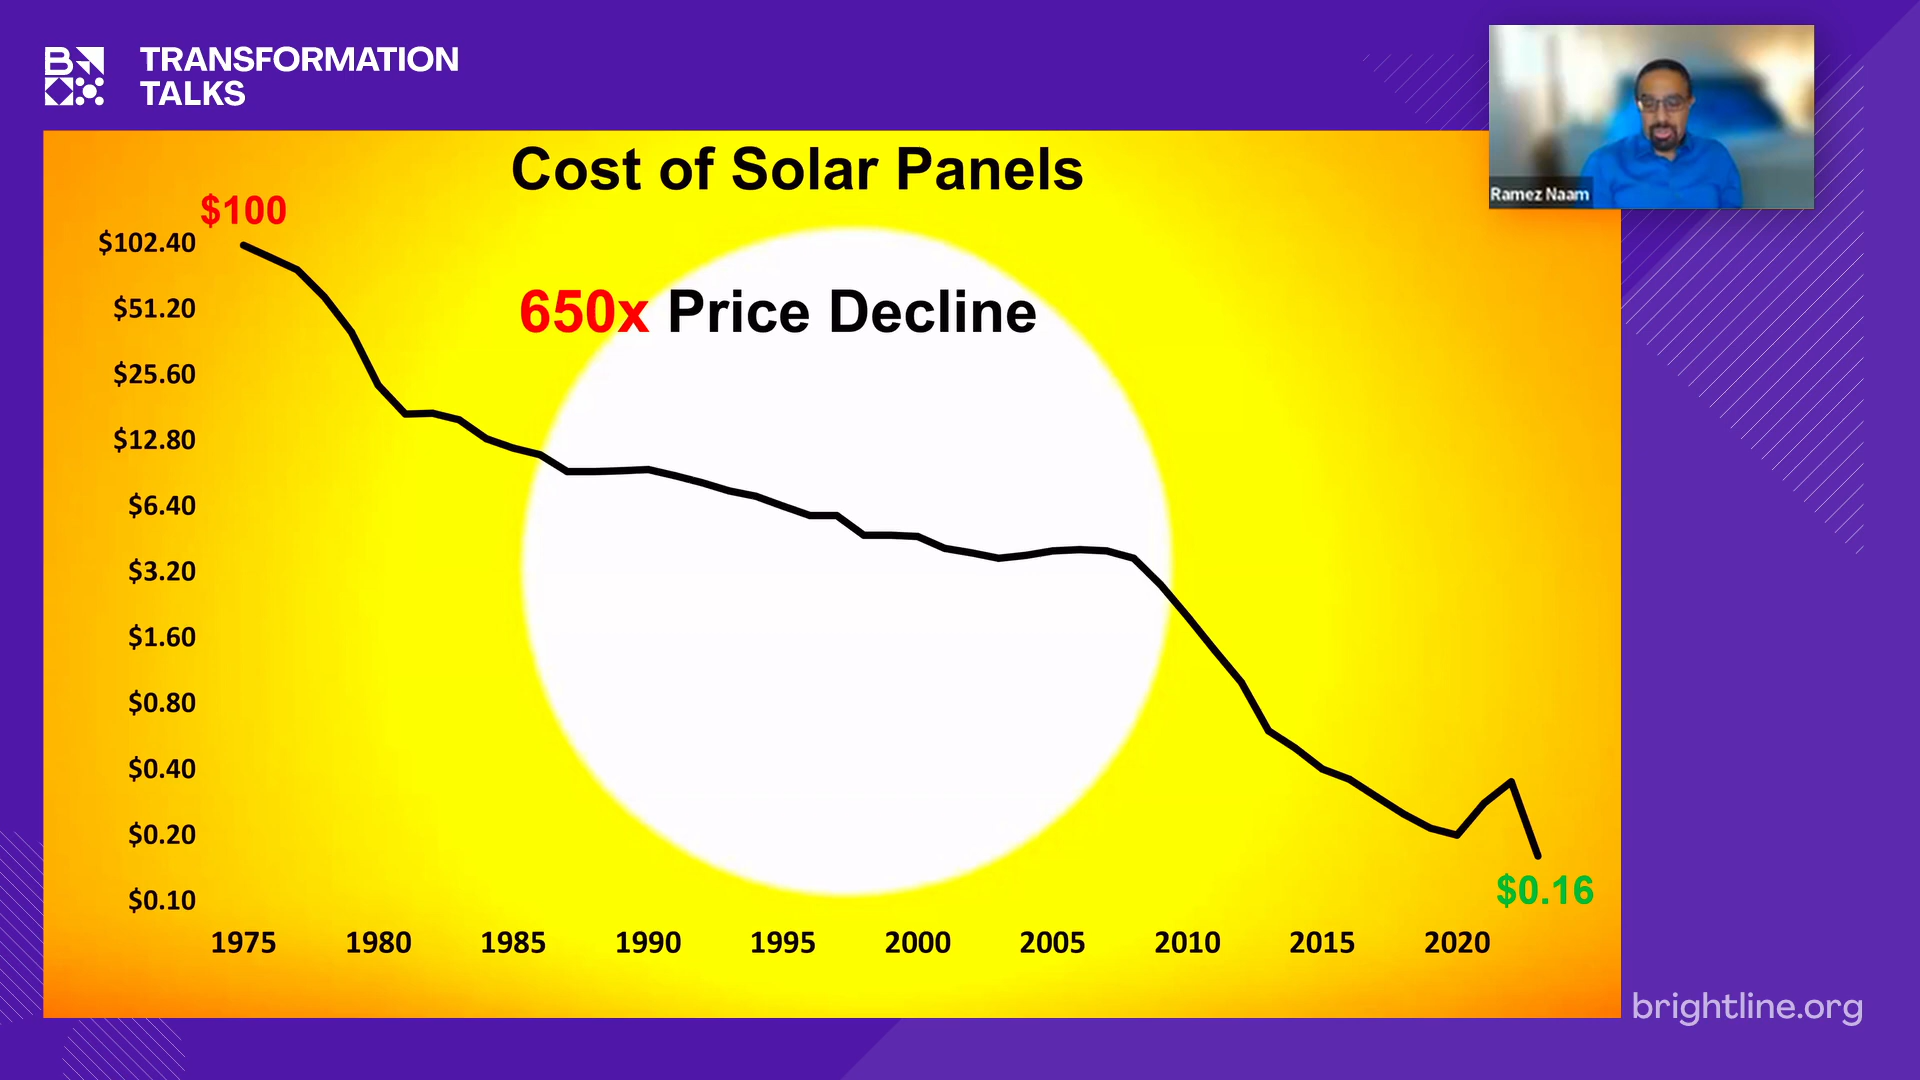 TRANSFORMATION
TALKS
Ramez Naam
Cost of Solar Panels
650x Price Decline
$100
$102.40
$51.20
$25.60
$12.80
$6.40
$3.20
$1.60
$0.80
$0.40
$0.20
$0.10
$0.16
1975 1980 1985 1990 1995 2000 2005 2010 2015 2020
brightline.org